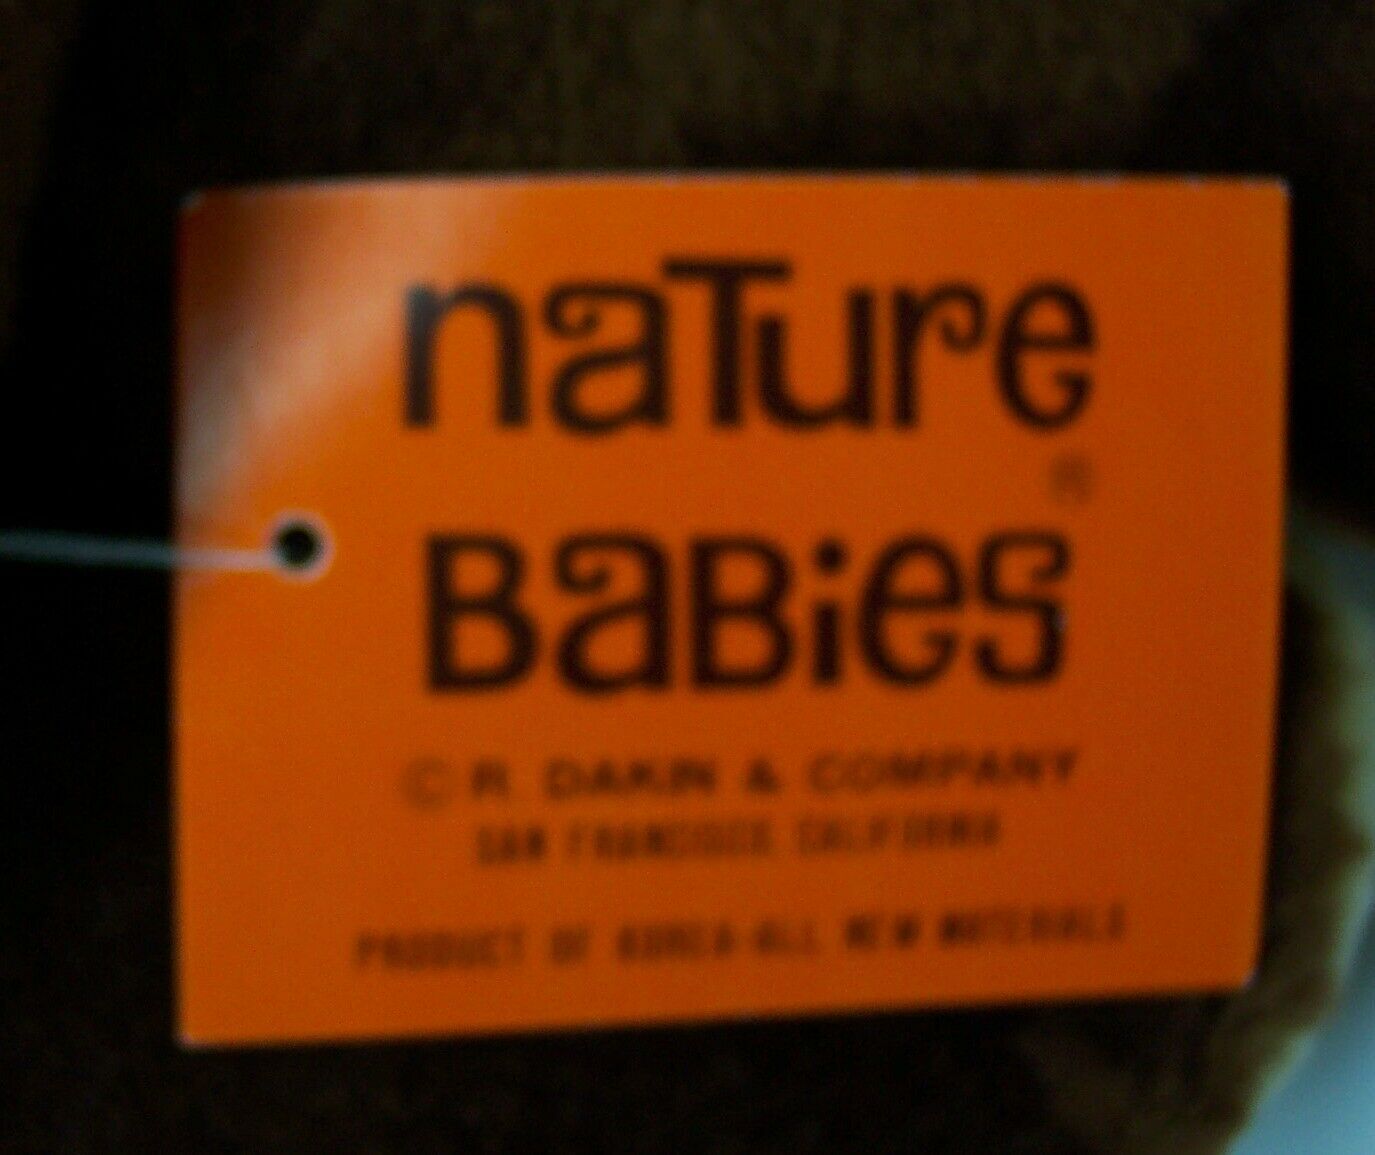 naTure
®
BaBies
© R. DAKIN & COMPANY
SAN FRANCISCO CALIFORNIA
PRODUCT OF KOREA-ALL NEW MATERIALS